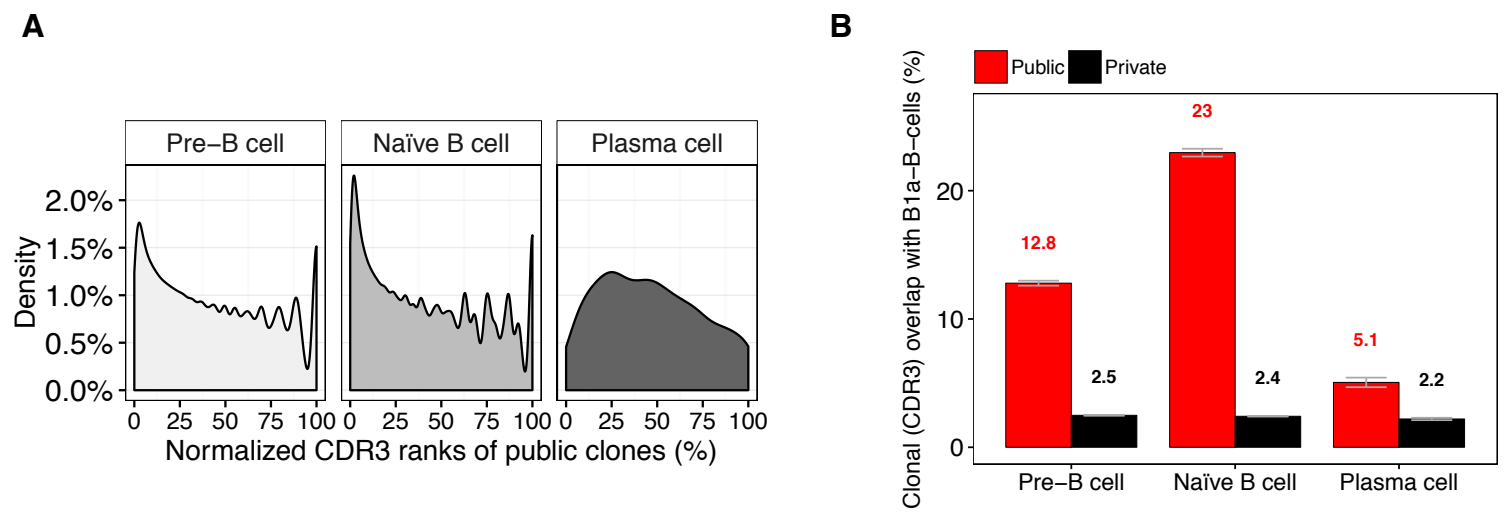 A
Pre−B cell
Naïve B cell
Plasma cell
Density
2.0%
1.5%
1.0%
0.5%
0.0%
0 25 50 75 100
0 25 50 75 100
0 25 50 75 100
Normalized CDR3 ranks of public clones (%)
B
Public Private
Clonal (CDR3) overlap with B1a−B−cells (%)
20
10
0
12.8
2.5
23
2.4
5.1
2.2
Pre−B cell
Naïve B cell
Plasma cell